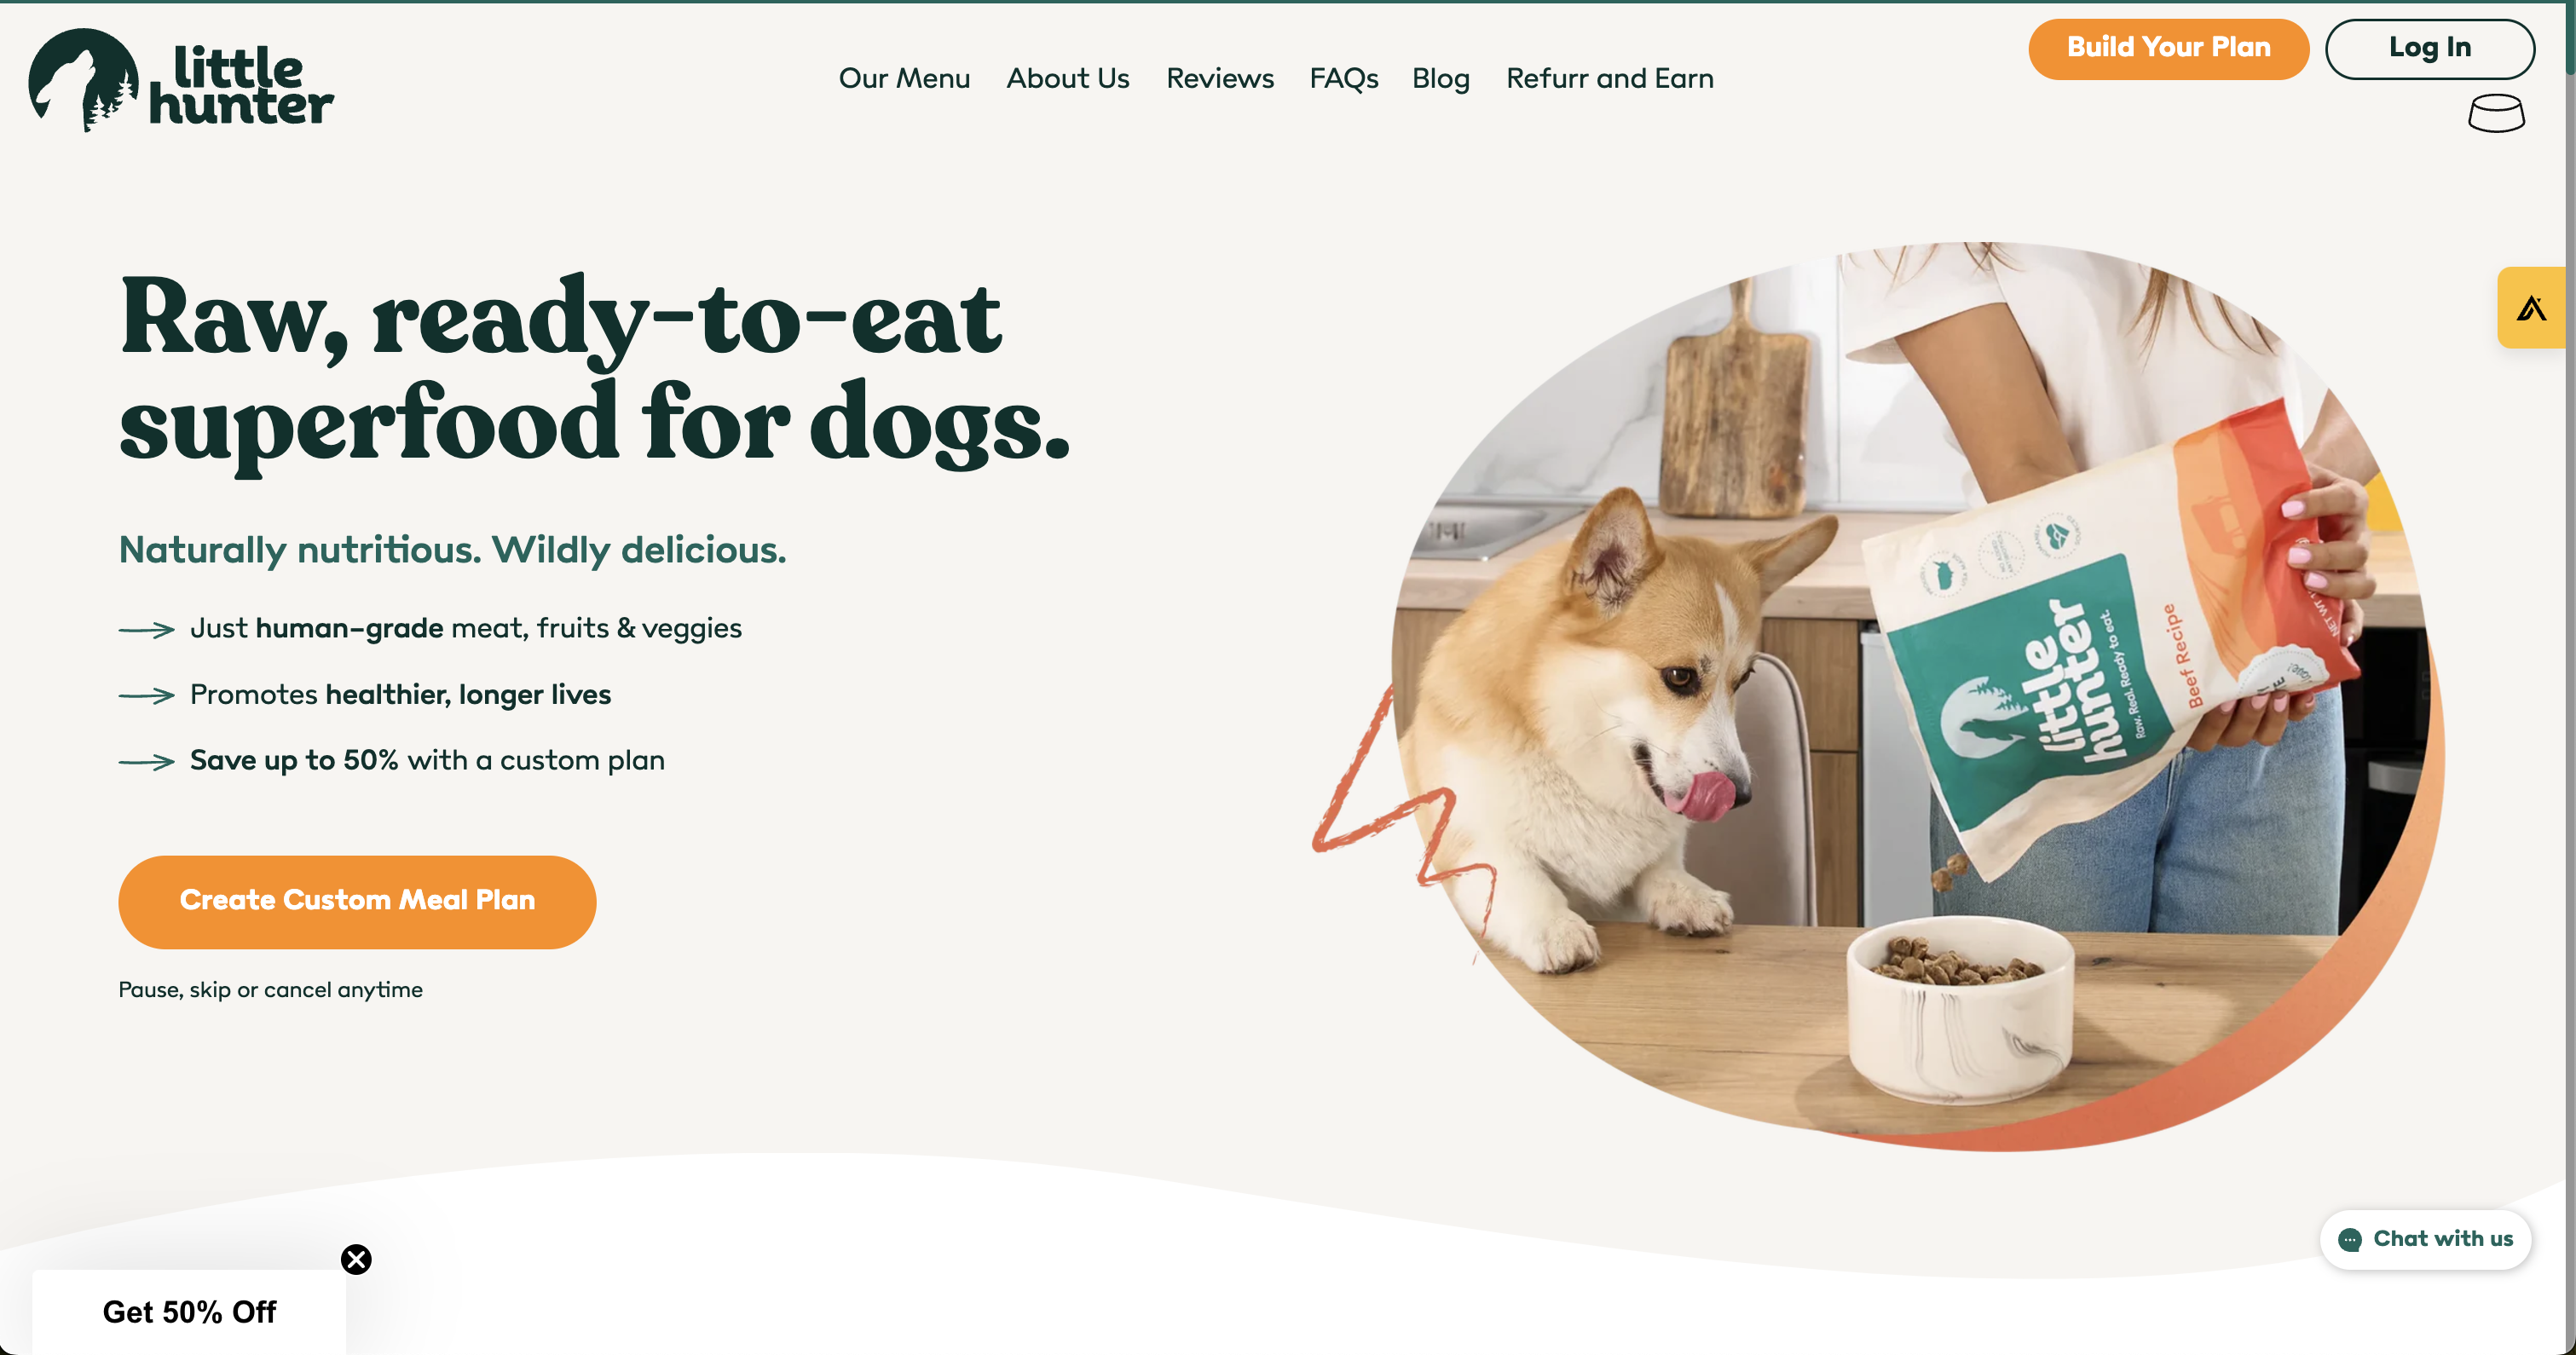 little
hunter
Our Menu
About Us
Reviews
FAQs
Blog
Refurr and Earn
Build Your Plan
Log In
Raw, ready-to-eat
superfood for dogs.
Naturally nutritious. Wildly delicious.
Just human-grade meat, fruits & veggies
Promotes healthier, longer lives
Save up to 50% with a custom plan
Create Custom Meal Plan
Pause, skip or cancel anytime
little
hunter
Raw. Real. Ready to eat.
Beef Recipe
NET WT
Chat with us
Get 50% Off